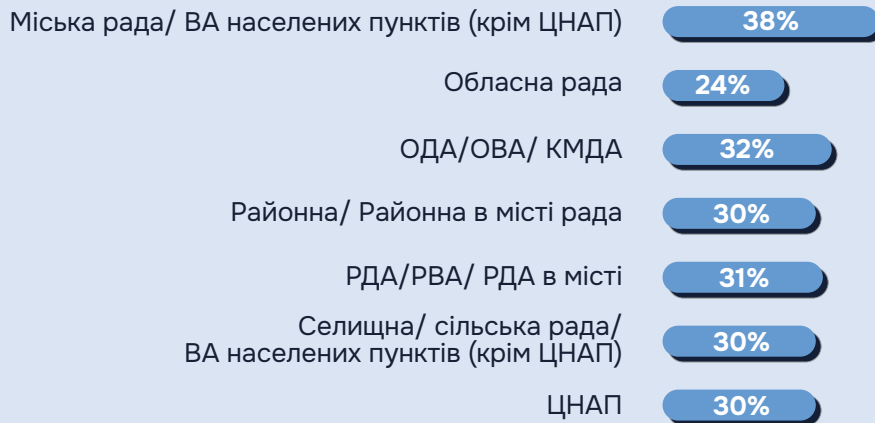 Міська рада/ ВА населених пунктів (крім ЦНАП) 38%
Обласна рада 24%
ОДА/ОВА/ КМДА 32%
Районна/ Районна в місті рада 30%
РДА/РВА/ РДА в місті 31%
Селищна/ сільська рада/
ВА населених пунктів (крім ЦНАП) 30%
ЦНАП 30%